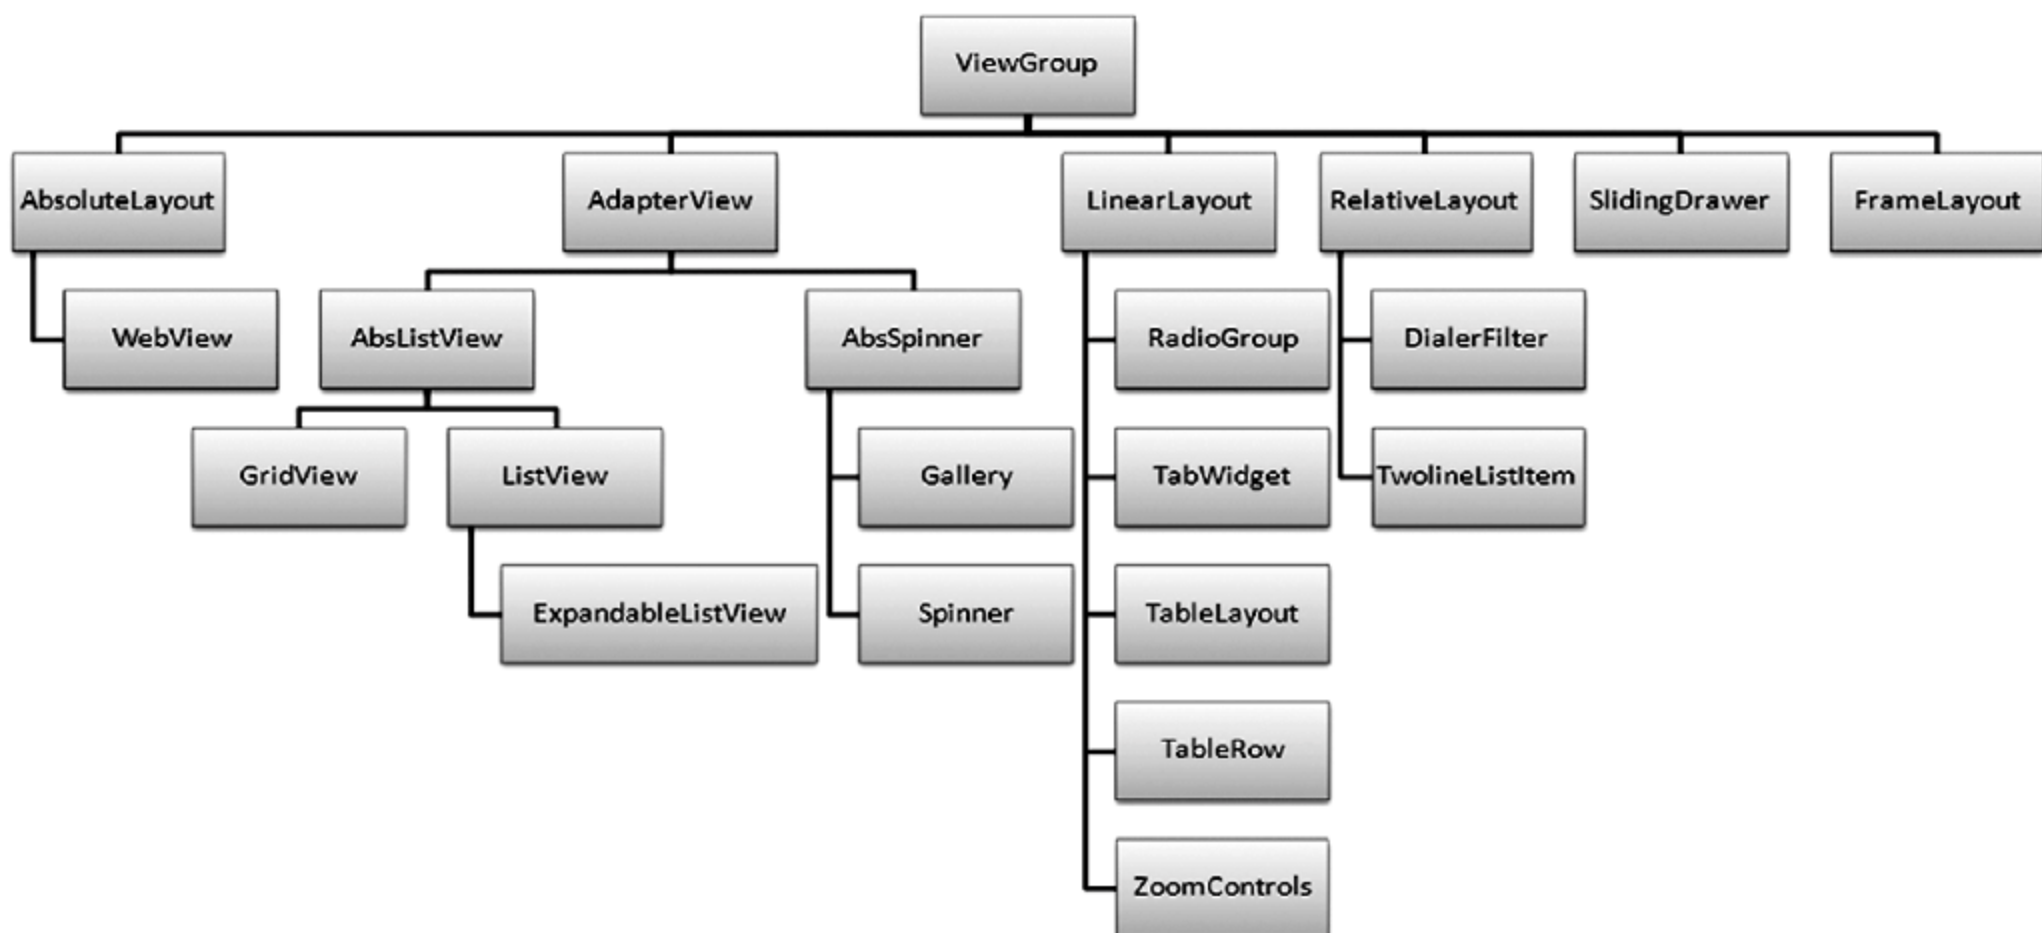 ViewGroup
AbsoluteLayout
AdapterView
LinearLayout
RelativeLayout
SlidingDrawer
FrameLayout
WebView
AbsListView
AbsSpinner
RadioGroup
DialerFilter
GridView
ListView
Gallery
TabWidget
TwolineListItem
ExpandableListView
Spinner
TableLayout
TableRow
ZoomControls